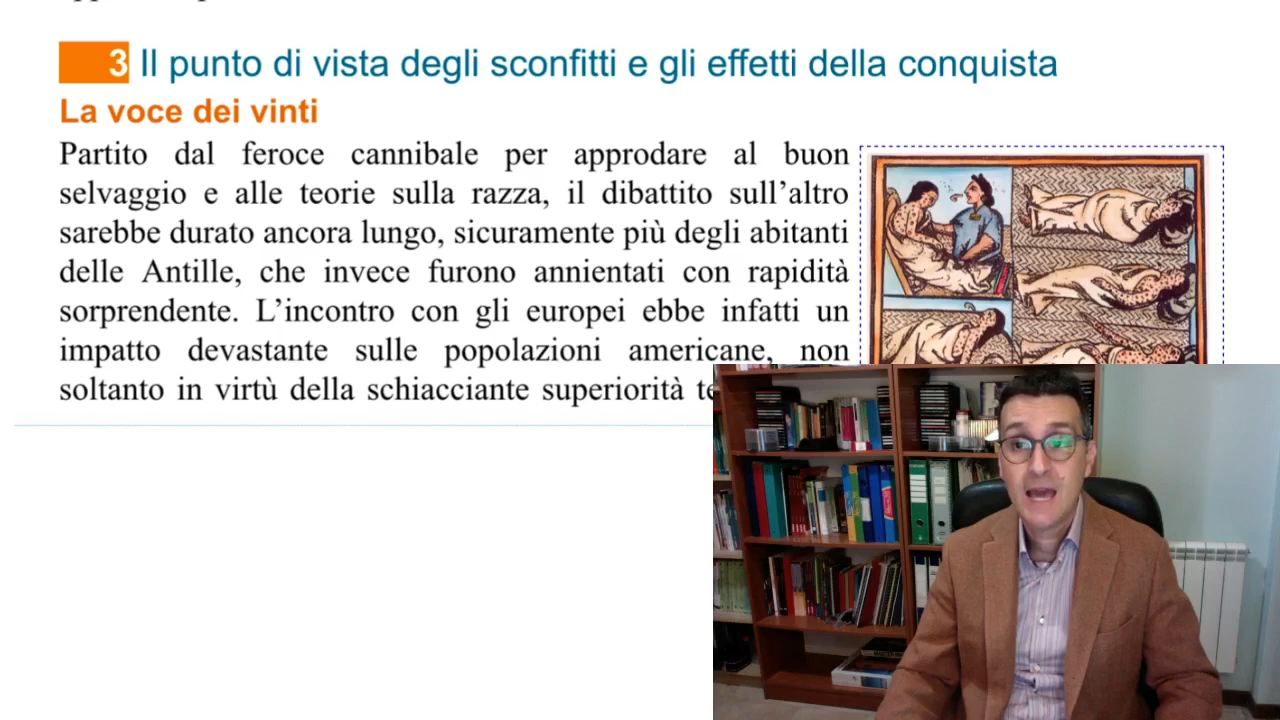 3 Il punto di vista degli sconfitti e gli effetti della conquista
La voce dei vinti
Partito dal feroce cannibale per approdare al buon
selvaggio e alle teorie sulla razza, il dibattito sull’altro
sarebbe durato ancora lungo, sicuramente più degli abitanti
delle Antille, che invece furono annientati con rapidità
sorprendente. L’incontro con gli europei ebbe infatti un
impatto devastante sulle popolazioni americane, non
soltanto in virtù della schiacciante superiorità